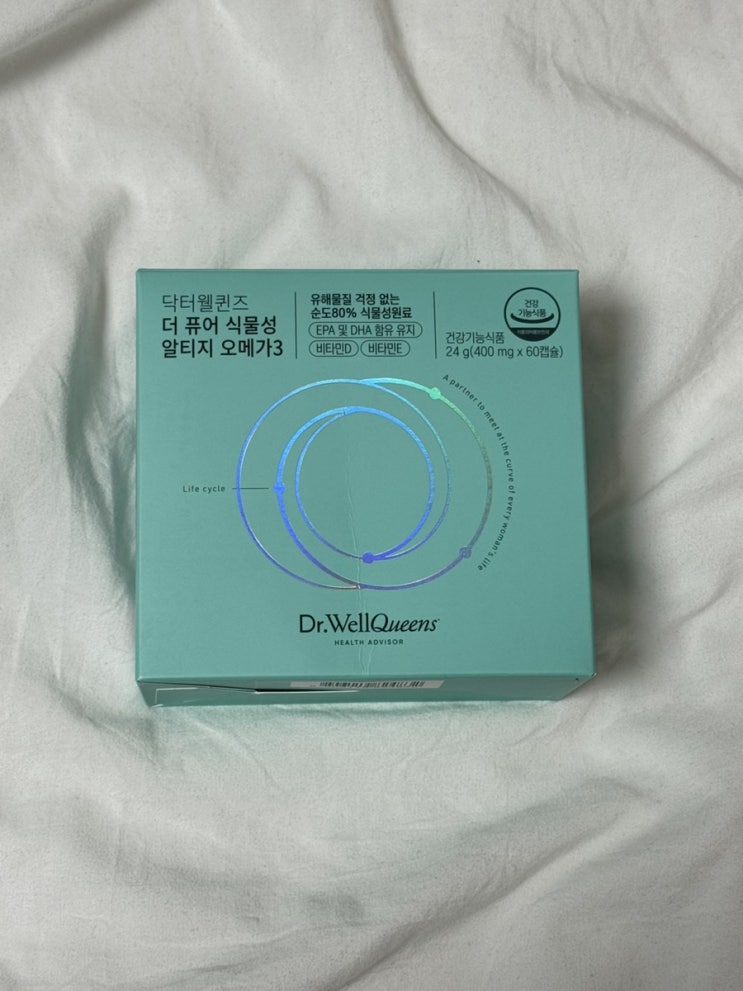 닥터웰퀸즈
더 퓨어 식물성
알티지 오메가3
유해물질 걱정 없는
순도80% 식물성원료
EPA 및 DHA 함유 유지
비타민D 비타민E
건강
기능식품
건강기능식품
24 g(400 mg x 60캡슐)
A partner to meet at the curve of every woman's life
Life cycle
Dr.WellQueens
HEALTH ADVISOR